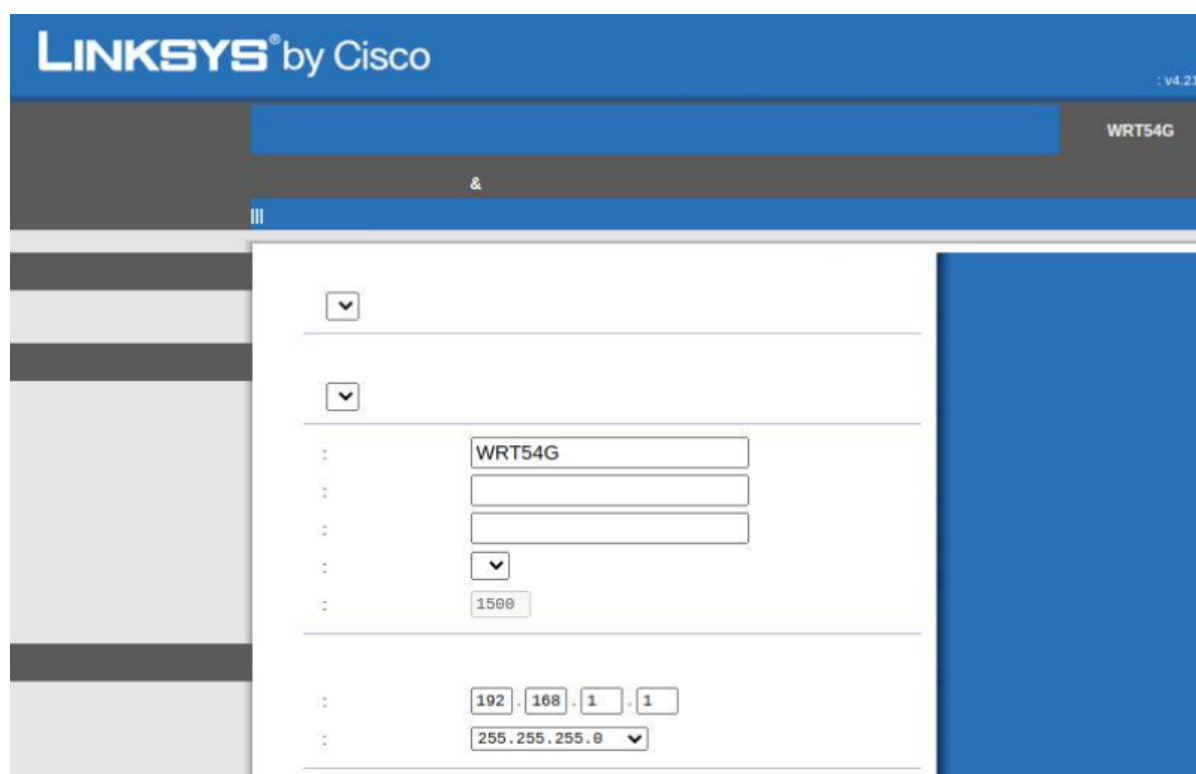 LINKSYS® by Cisco
: v4.21
WRT54G
&
|||
: WRT54G
:
:
:
: 1500
: 192 . 168 . 1 . 1
: 255.255.255.0